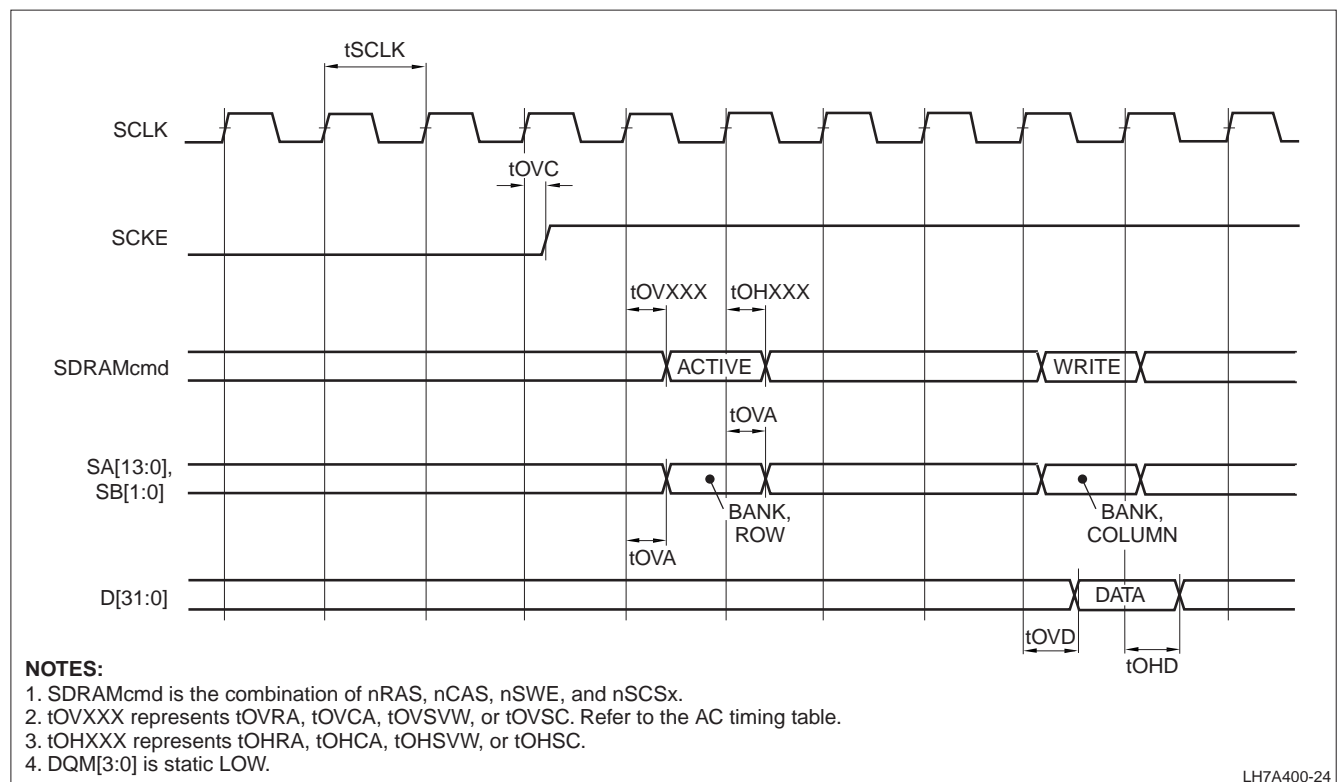 tSCLK
SCLK
tOVC
SCKE
tOVXXX
tOHXXX
SDRAMcmd
ACTIVE
WRITE
tOVA
SA[13:0],
SB[1:0]
BANK,
ROW
BANK,
COLUMN
tOVA
D[31:0]
DATA
tOVD
tOHD
NOTES:
1. SDRAMcmd is the combination of nRAS, nCAS, nSWE, and nSCSx.
2. tOVXXX represents tOVRA, tOVCA, tOVSVW, or tOVSC. Refer to the AC timing table.
3. tOHXXX represents tOHRA, tOHCA, tOHSVW, or tOHSC.
4. DQM[3:0] is static LOW.
LH7A400-24